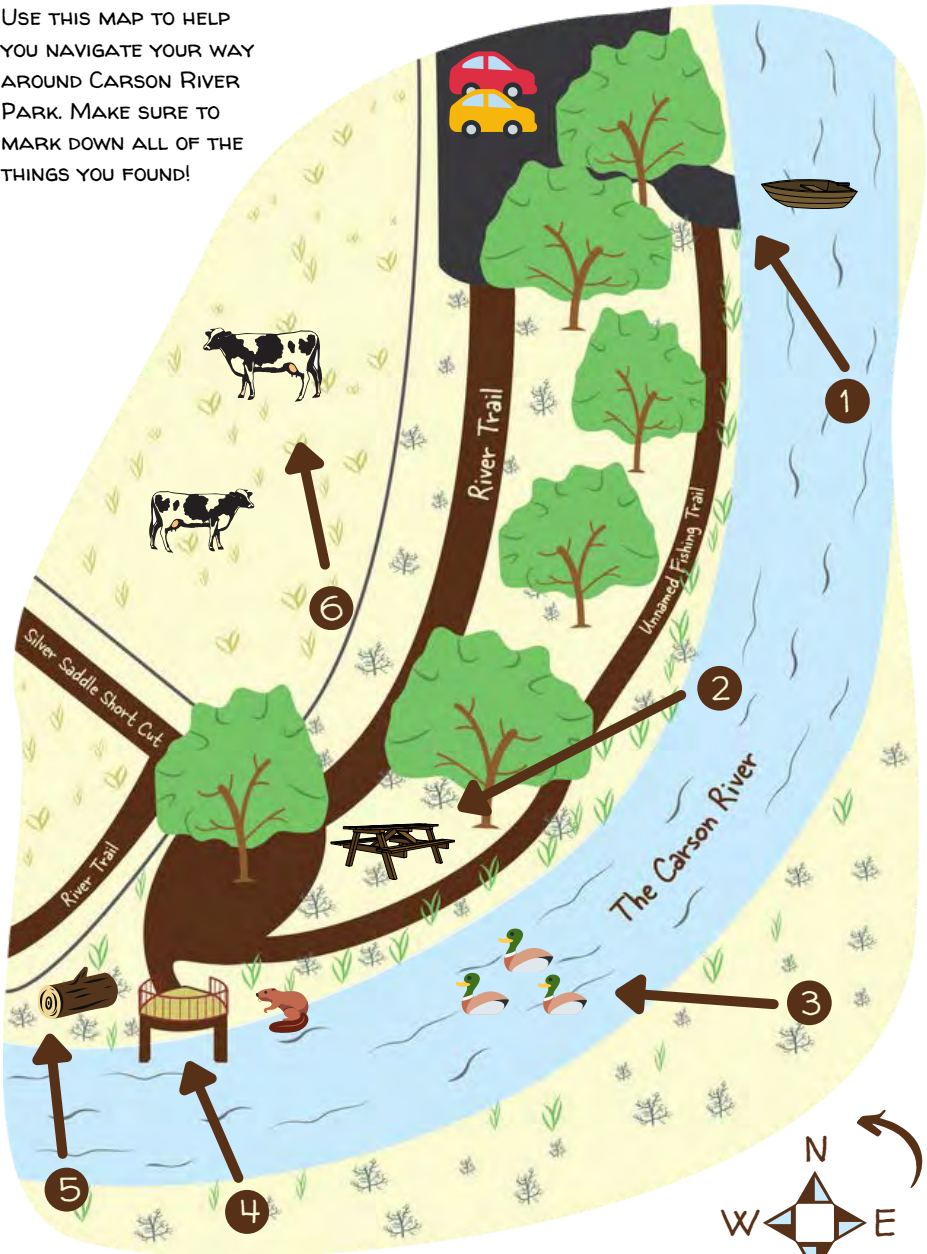 Use this map to help
you navigate your way
around Carson River
Park. Make sure to
mark down all of the
things you found!
1
River Trail
Unnamed Fishing Trail
6
Silver Saddle Short Cut
2
The Carson River
River Trail
3
5
4
N
W
E